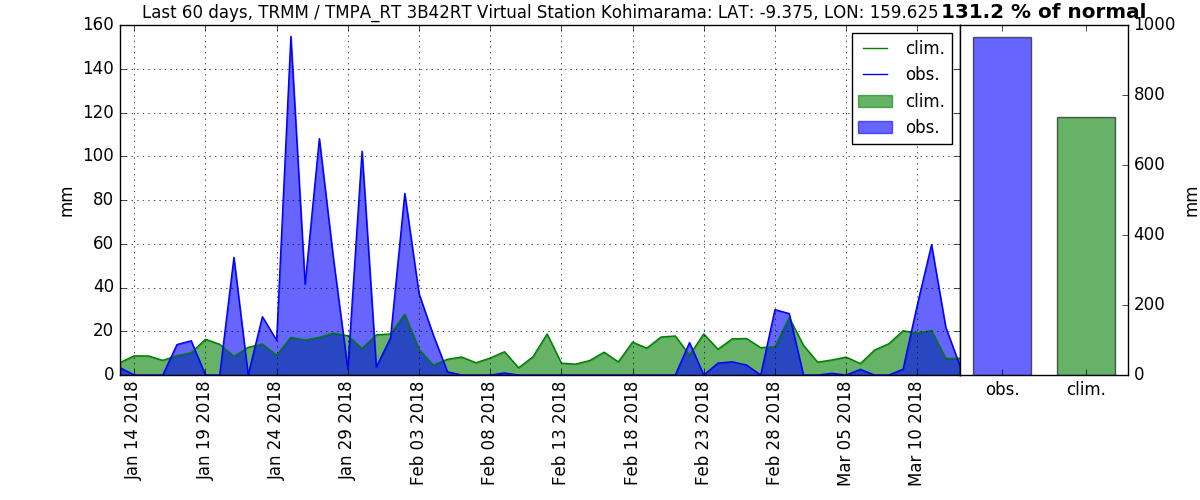 Last 60 days, TRMM / TMPA_RT 3B42RT Virtual Station Kohimarama: LAT: -9.375, LON: 159.625
131.2 % of normal
160
140
120
100
80
60
40
20
0
mm
clim.
obs.
clim.
obs.
Jan 14 2018
Jan 19 2018
Jan 24 2018
Jan 29 2018
Feb 03 2018
Feb 08 2018
Feb 13 2018
Feb 18 2018
Feb 23 2018
Feb 28 2018
Mar 05 2018
Mar 10 2018
1000
800
600
400
200
0
mm
obs.
clim.